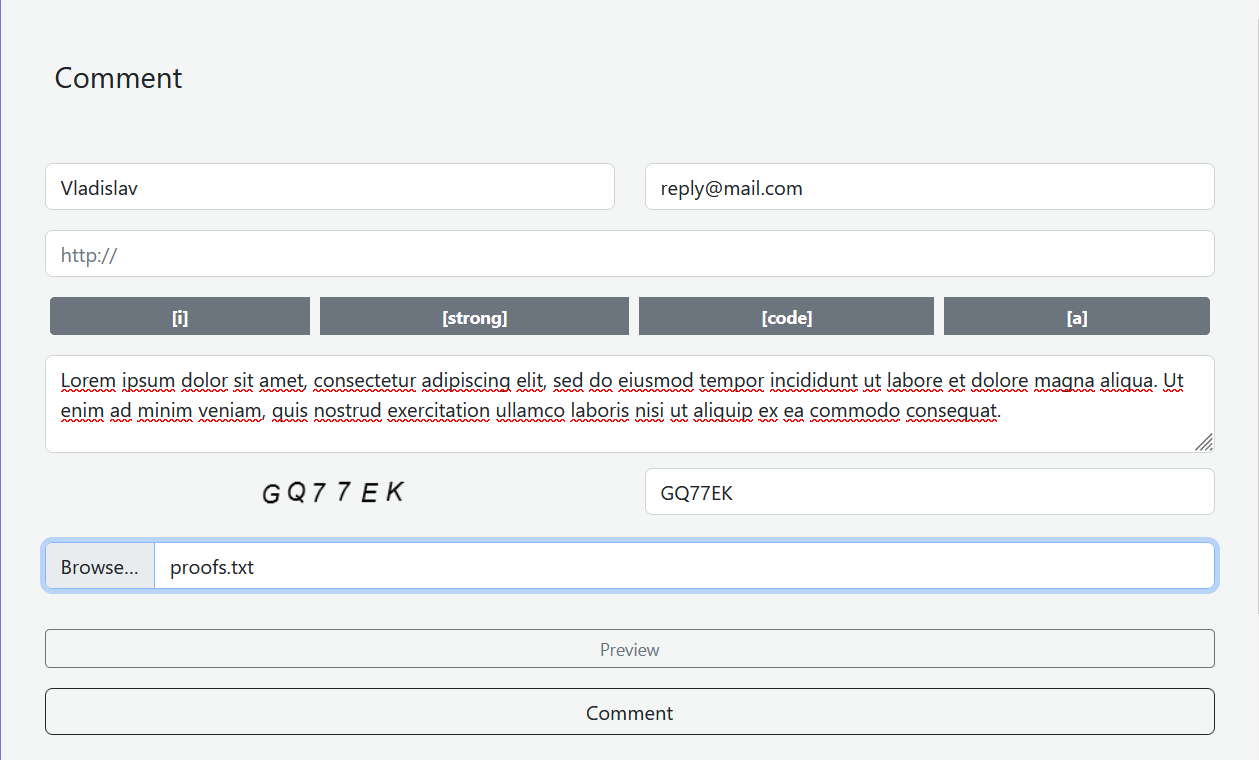 Comment
Vladislav
reply@mail.com
http://
[i]
[strong]
[code]
[a]
Lorem ipsum dolor sit amet, consectetur adipiscing elit, sed do eiusmod tempor incididunt ut labore et dolore magna aliqua. Ut
enim ad minim veniam, quis nostrud exercitation ullamco laboris nisi ut aliquip ex ea commodo consequat.
GQ77EK
GQ77EK
Browse...
proofs.txt
Preview
Comment